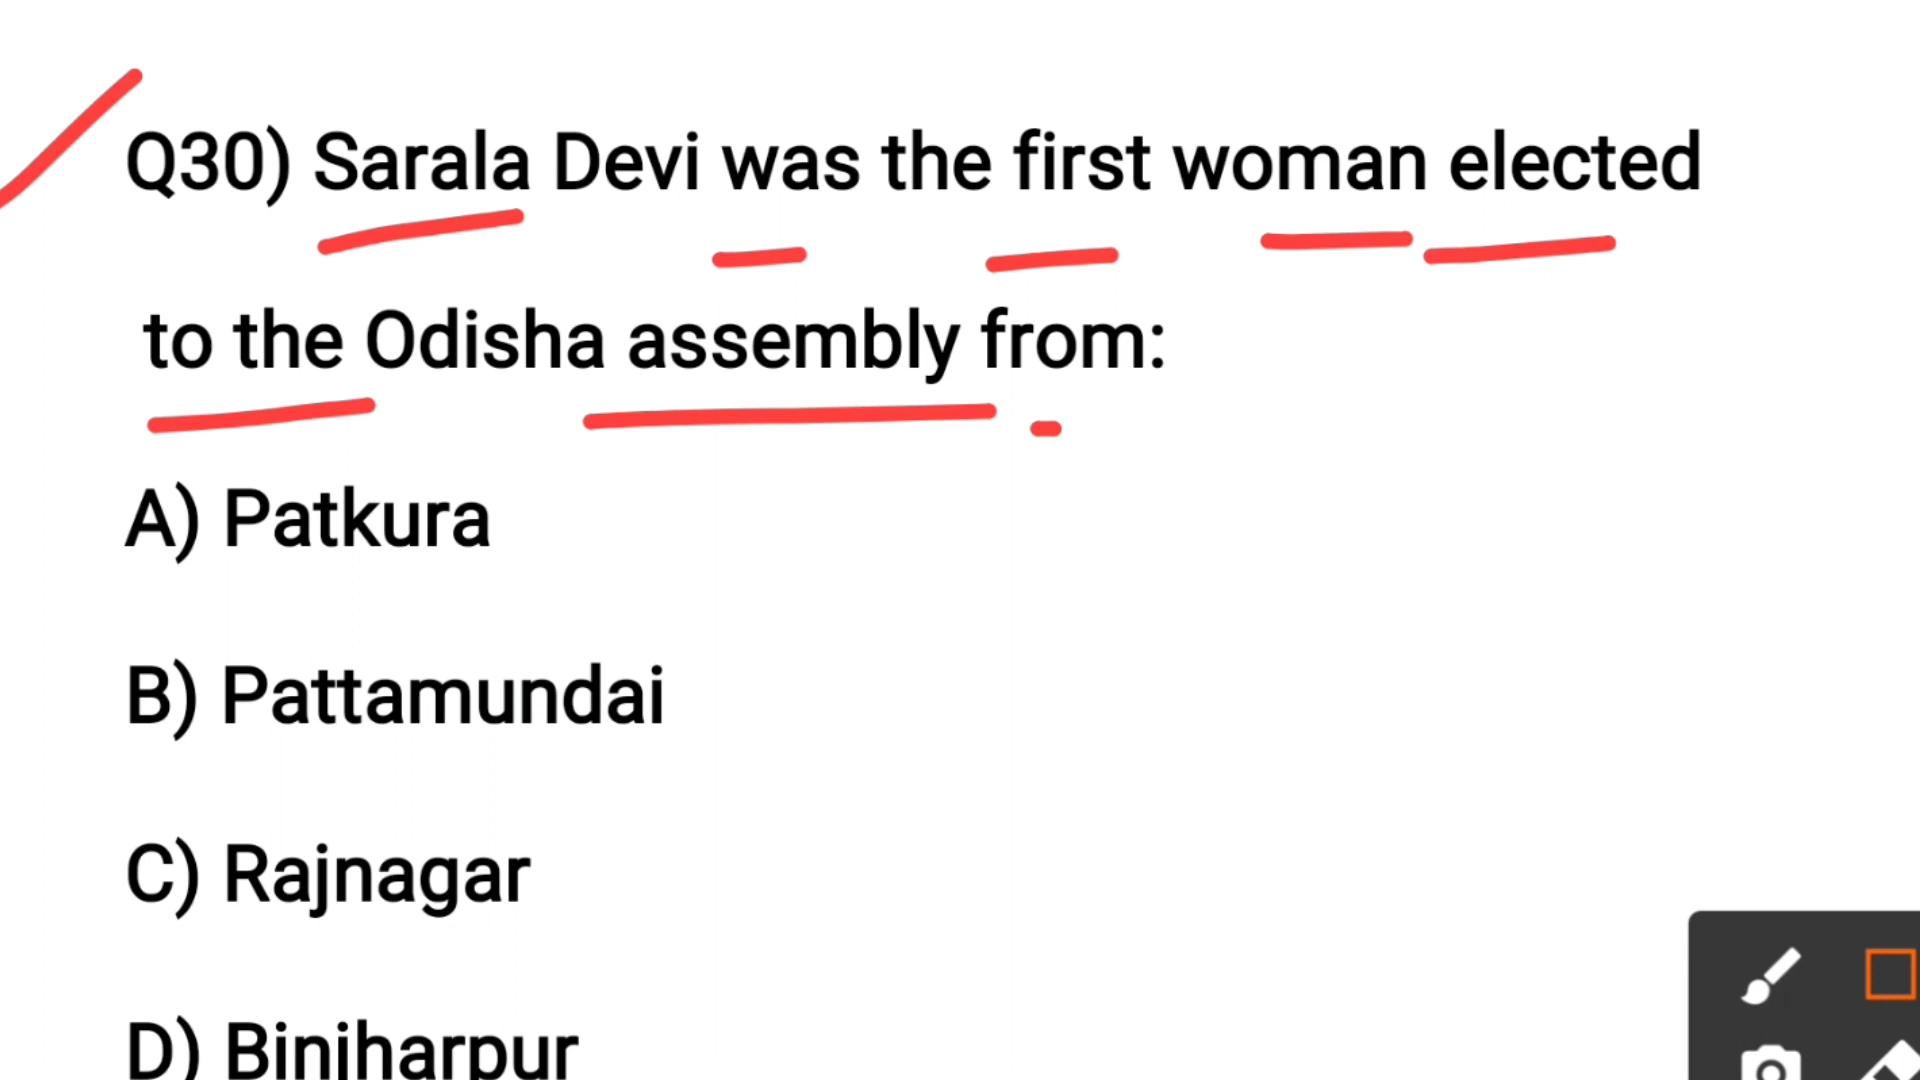 Q30) Sarala Devi was the first woman elected
to the Odisha assembly from:
A) Patkura
B) Pattamundai
C) Rajnagar
D) Binjharpur